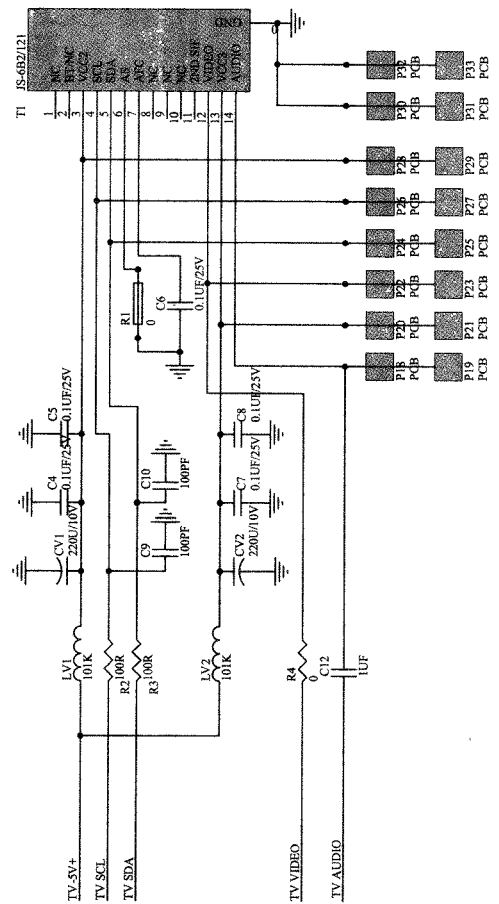 T1 JS-6B2/121
1 NC
2 BT/NC
3 VCC2
4 SCL
5 SDA
6 AS
7 ATC
8 NC
9 NC
10 NC
11 2ND SIF
12 VIDEO
13 VCC3
14 AUDIO
GND
0
P32 PCB
P33 PCB
P30 PCB
P31 PCB
P28 PCB
P29 PCB
P26 PCB
P27 PCB
P24 PCB
P25 PCB
P22 PCB
P23 PCB
P20 PCB
P21 PCB
P18 PCB
P19 PCB
R1
0
C6
0.1UF/25V
C5
0.1UF/25V
C4
0.1UF/25V
CV1
220U/10V
C10
100PF
C9
100PF
C8
0.1UF/25V
C7
0.1UF/25V
CV2
220U/10V
LV1
101K
100R
R2
100R
R3
LV2
101K
R4
0
C12
1UF
TV-5V+
TV SCL
TV SDA
TV VIDEO
TV AUDIO